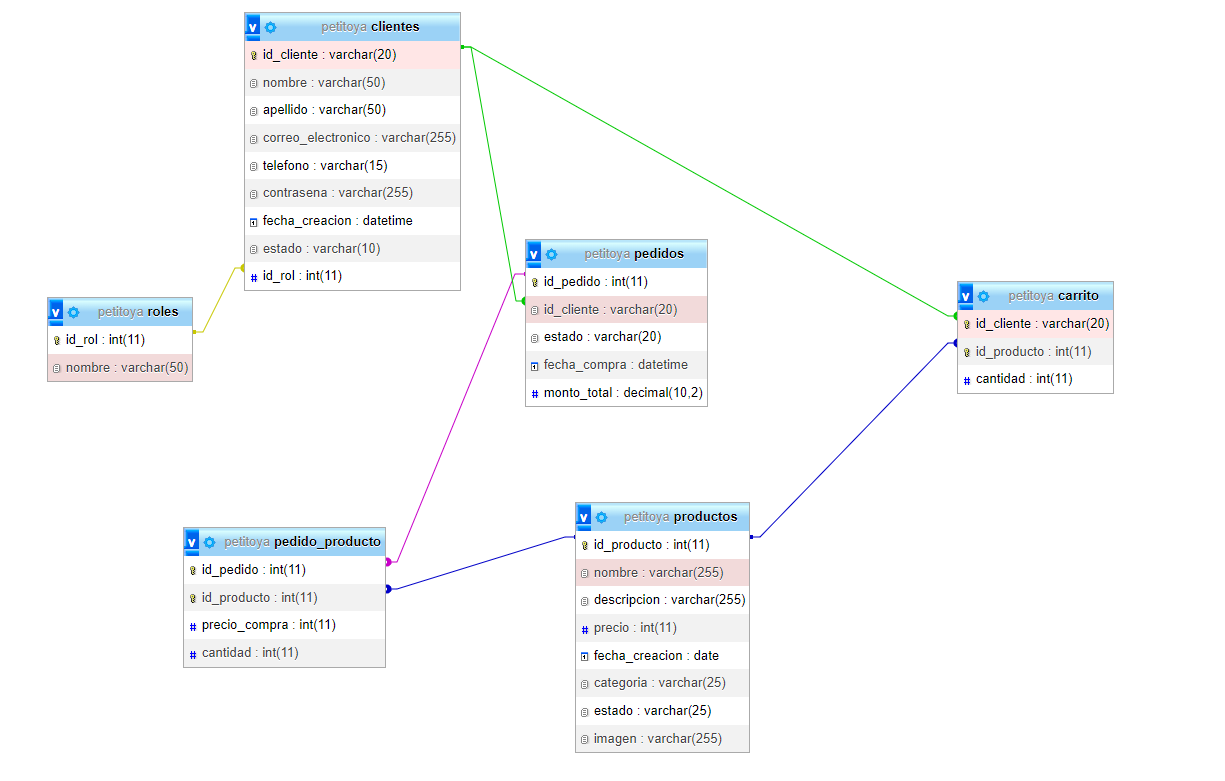 petitoya clientes
id_cliente : varchar(20)
nombre : varchar(50)
apellido : varchar(50)
correo_electronico : varchar(255)
telefono : varchar(15)
contrasena : varchar(255)
fecha_creacion : datetime
estado : varchar(10)
id_rol : int(11)
petitoya roles
id_rol : int(11)
nombre : varchar(50)
petitoya pedidos
id_pedido : int(11)
id_cliente : varchar(20)
estado : varchar(20)
fecha_compra : datetime
monto_total : decimal(10,2)
petitoya carrito
id_cliente : varchar(20)
id_producto : int(11)
cantidad : int(11)
petitoya pedido_producto
id_pedido : int(11)
id_producto : int(11)
precio_compra : int(11)
cantidad : int(11)
petitoya productos
id_producto : int(11)
nombre : varchar(255)
descripcion : varchar(255)
precio : int(11)
fecha_creacion : date
categoria : varchar(25)
estado : varchar(25)
imagen : varchar(255)